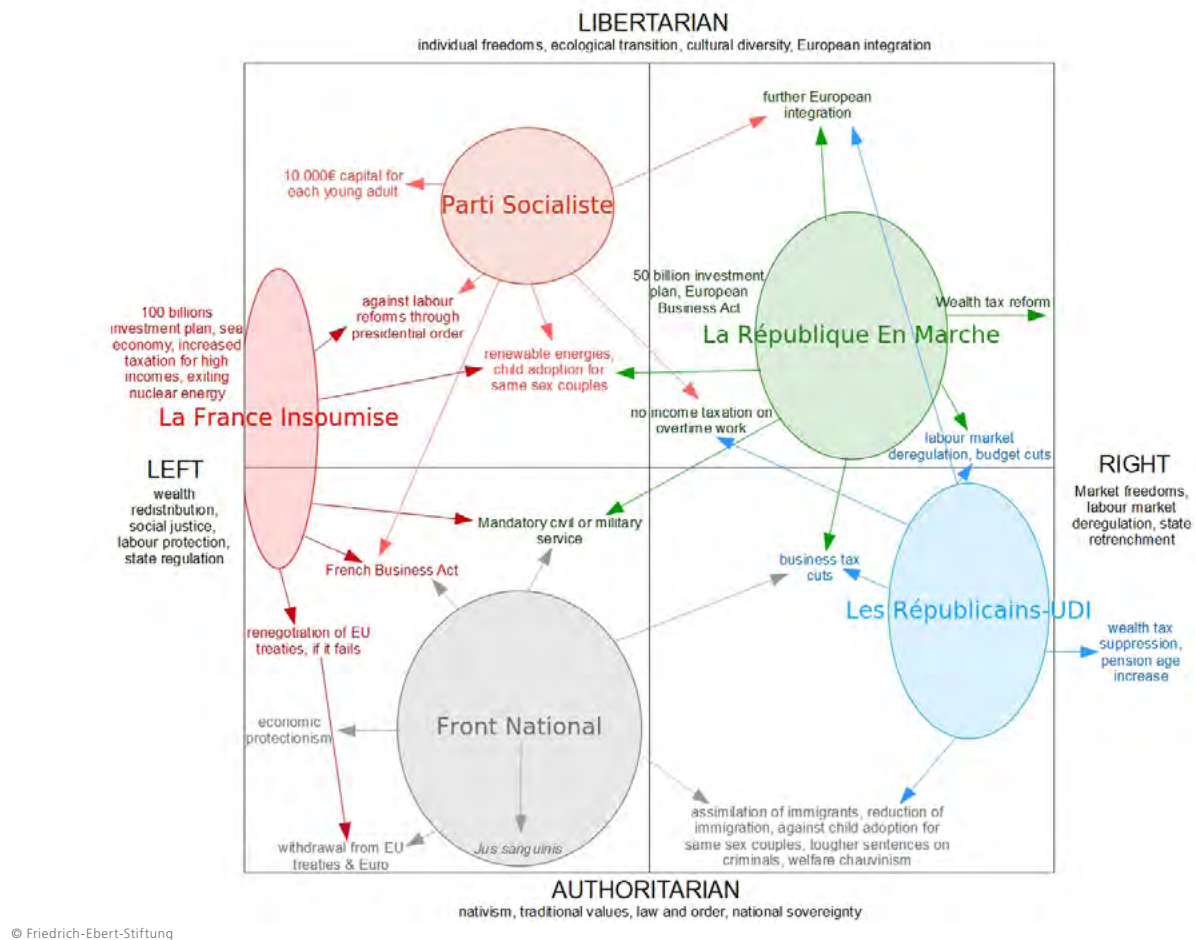 LIBERTARIAN
individual freedoms, ecological transition, cultural diversity, European integration
further European
integration
10 000€ capital for
each young adult
Parti Socialiste
50 billion investment
plan, European
Business Act
Wealth tax reform
La République En Marche
100 billions
investment plan, sea
economy, increased
taxation for high
incomes, exiting
nuclear energy
against labour
reforms through
presidential order
renewable energies,
child adoption for
same sex couples
La France Insoumise
no income taxation on
overtime work
labour market
deregulation, budget cuts
LEFT
wealth
redistribution,
social justice,
labour protection,
state regulation
RIGHT
Market freedoms,
labour market
deregulation, state
retrenchment
Mandatory civil or military
service
French Business Act
business tax
cuts
Les Républicains-UDI
renegotiation of EU
treaties, if it fails
wealth tax
suppression,
pension age
increase
economic
protectionism
Front National
assimilation of immigrants, reduction of
immigration, against child adoption for
same sex couples, tougher sentences on
criminals, welfare chauvinism
withdrawal from EU
treaties & Euro
Jus sanguinis
AUTHORITARIAN
nativism, traditional values, law and order, national sovereignty
© Friedrich-Ebert-Stiftung